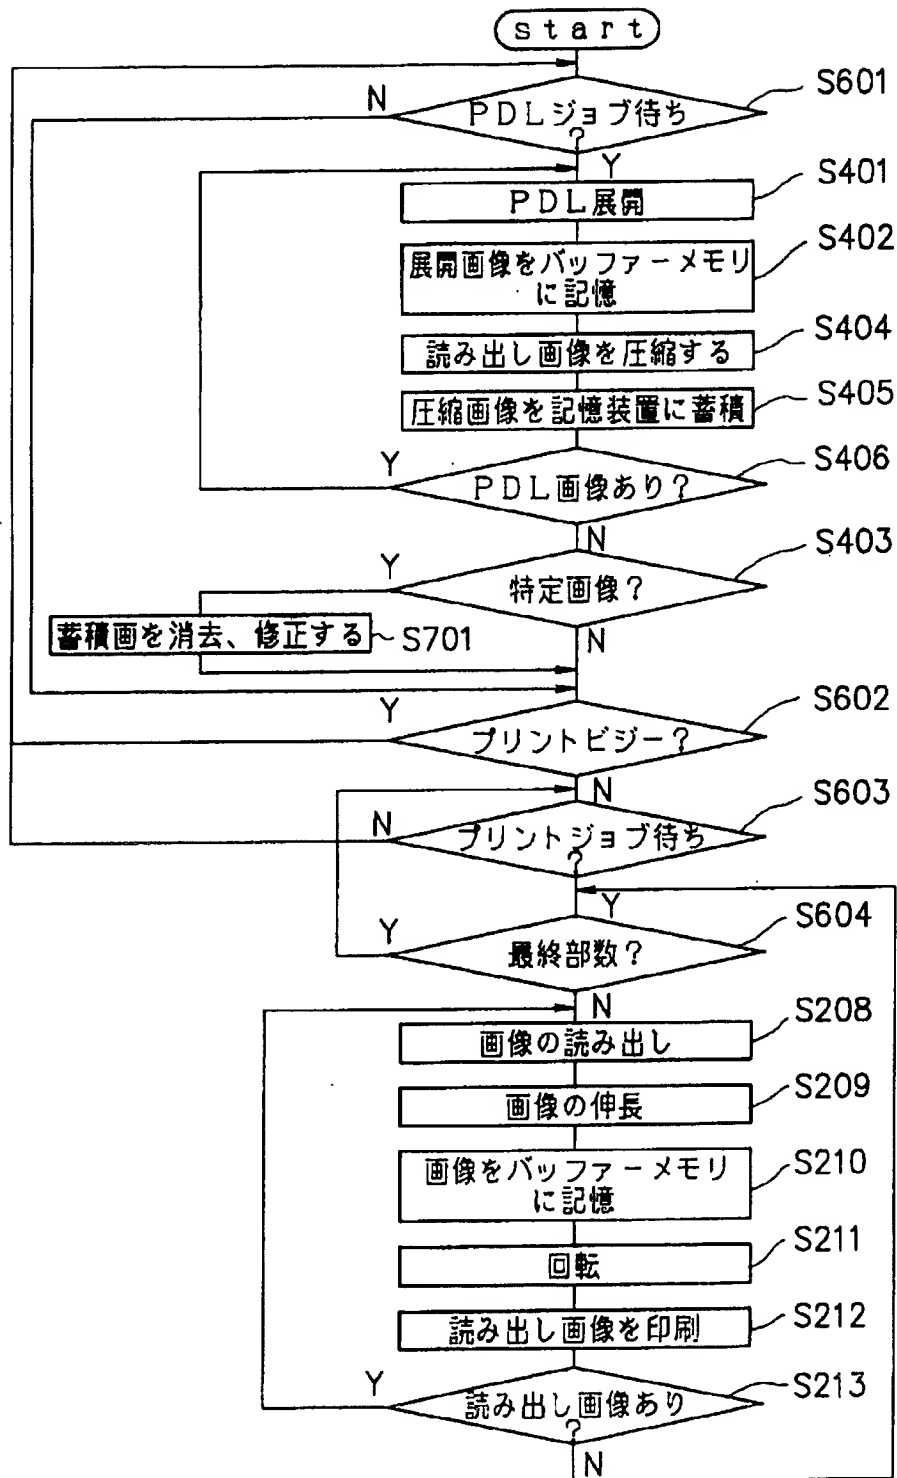 start
S601
N
PDLジョブ待ち
?
Y
S401
PDL展開
S402
展開画像をバッファーメモリ
に記憶
S404
読み出し画像を圧縮する
S405
圧縮画像を記憶装置に蓄積
Y
S406
PDL画像あり?
N
S403
Y
特定画像?
蓄積画を消去、修正する
S701
N
Y
S602
プリントビジー?
N
S603
N
プリントジョブ待ち
?
Y
S604
Y
最終部数?
N
S208
画像の読み出し
S209
画像の伸長
S210
画像をバッファーメモリ
に記憶
S211
回転
S212
読み出し画像を印刷
Y
S213
読み出し画像あり
?
N